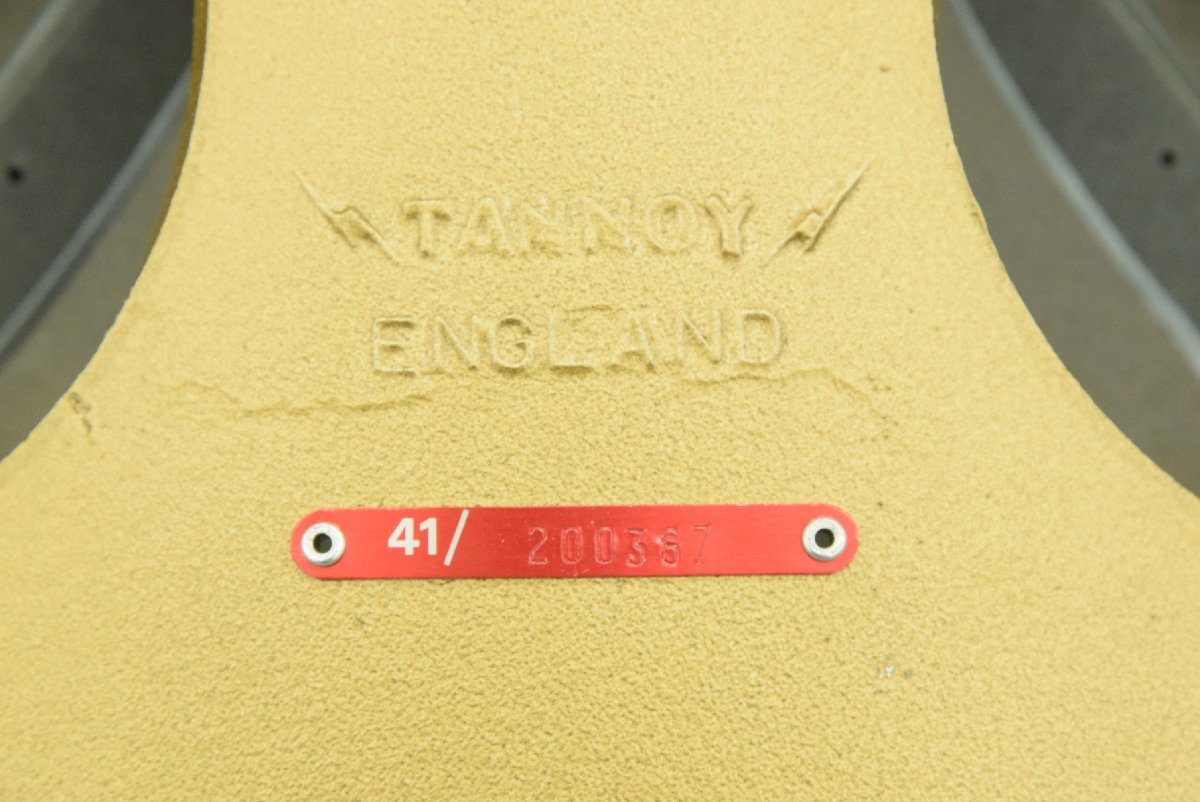 TANNOY
ENGLAND
41/ 200367